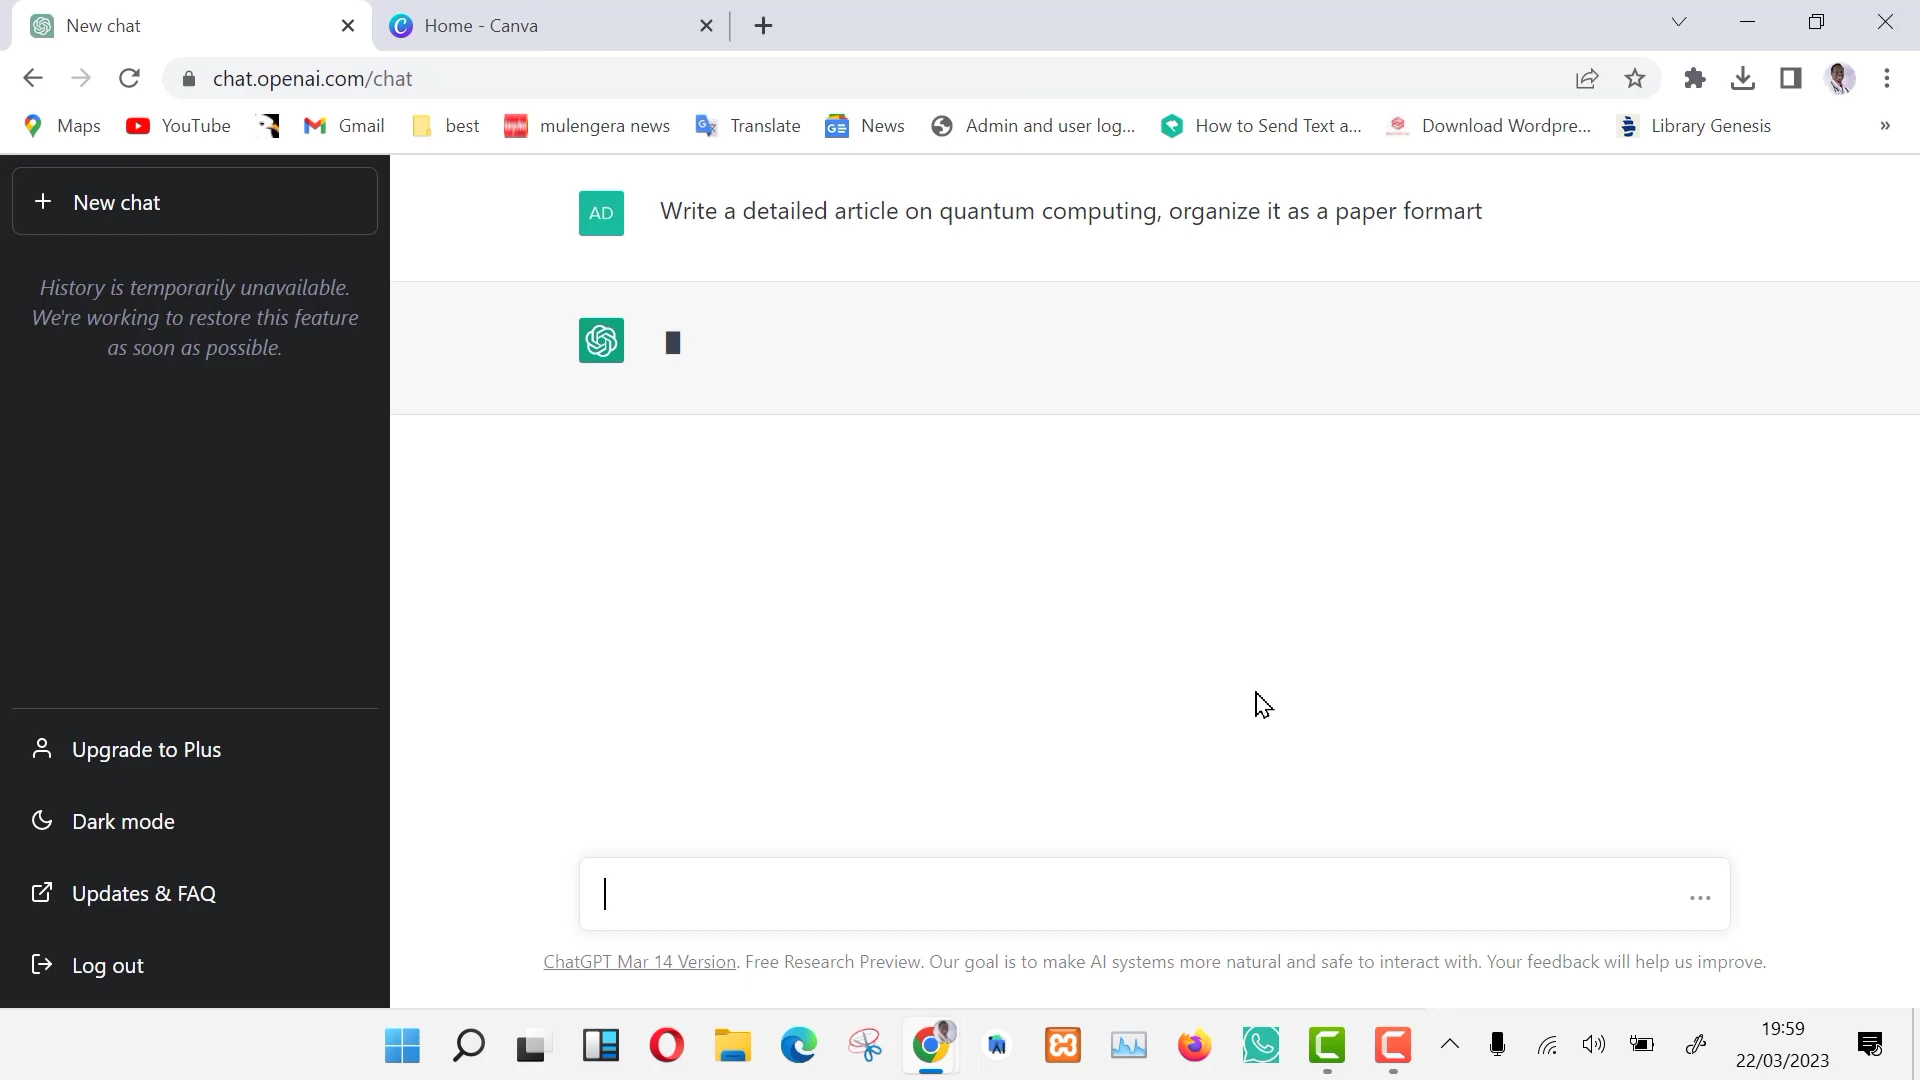 New chat
Home - Canva
chat.openai.com/chat
Maps
YouTube
Gmail
best
mulengera news
Translate
News
Admin and user log...
How to Send Text a...
Download Wordpre...
Library Genesis
»
New chat
History is temporarily unavailable.
We're working to restore this feature
as soon as possible.
AD
Write a detailed article on quantum computing, organize it as a paper formart
Upgrade to Plus
Dark mode
Updates & FAQ
Log out
ChatGPT Mar 14 Version. Free Research Preview. Our goal is to make AI systems more natural and safe to interact with. Your feedback will help us improve.
19:59
22/03/2023